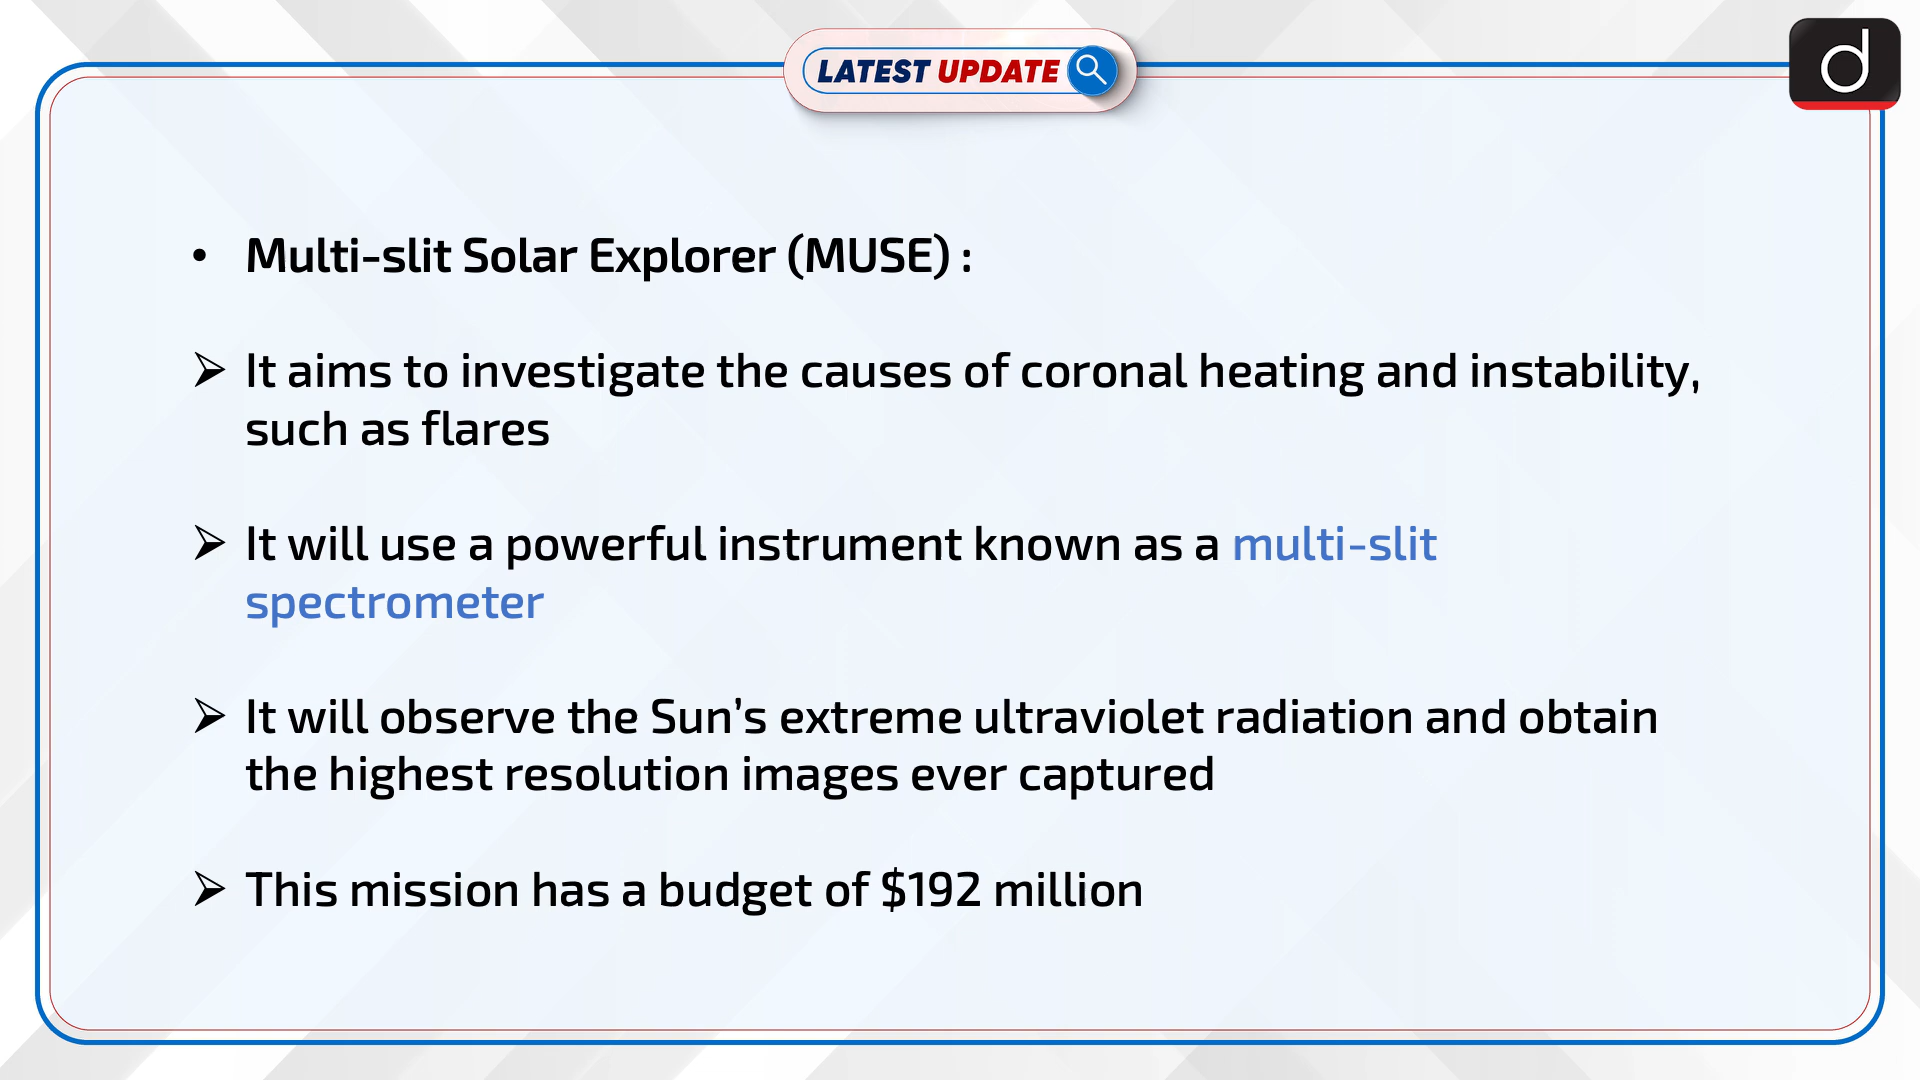 LATEST UPDATE
d
• Multi-slit Solar Explorer (MUSE) :
➢ It aims to investigate the causes of coronal heating and instability,
such as flares
➢ It will use a powerful instrument known as a multi-slit
spectrometer
➢ It will observe the Sun’s extreme ultraviolet radiation and obtain
the highest resolution images ever captured
➢ This mission has a budget of $192 million